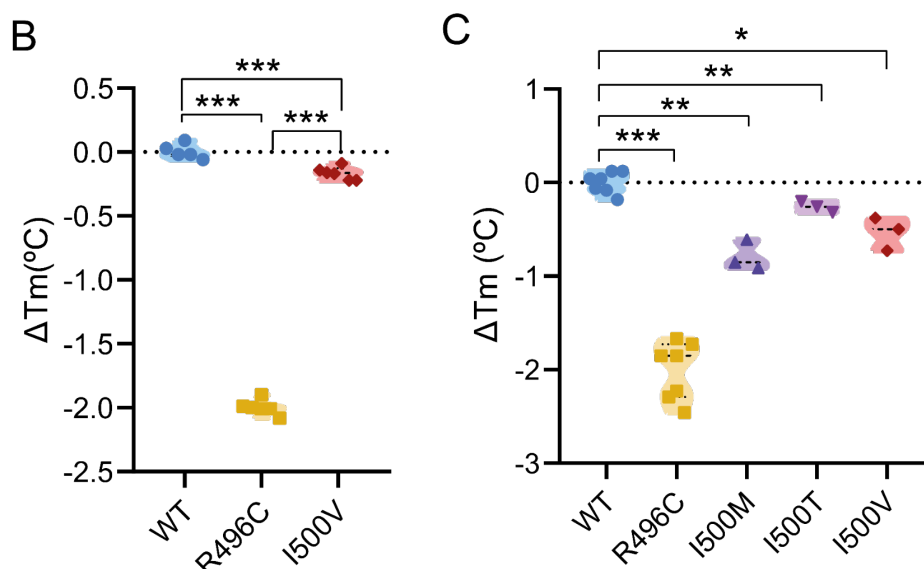 B
ΔTm(ºC)
0.5
0.0
-0.5
-1.0
-1.5
-2.0
-2.5
***
***
***
WT
R496C
I500V
C
ΔTm (ºC)
1
0
-1
-2
-3
*
**
**
***
WT
R496C
I500M
I500T
I500V